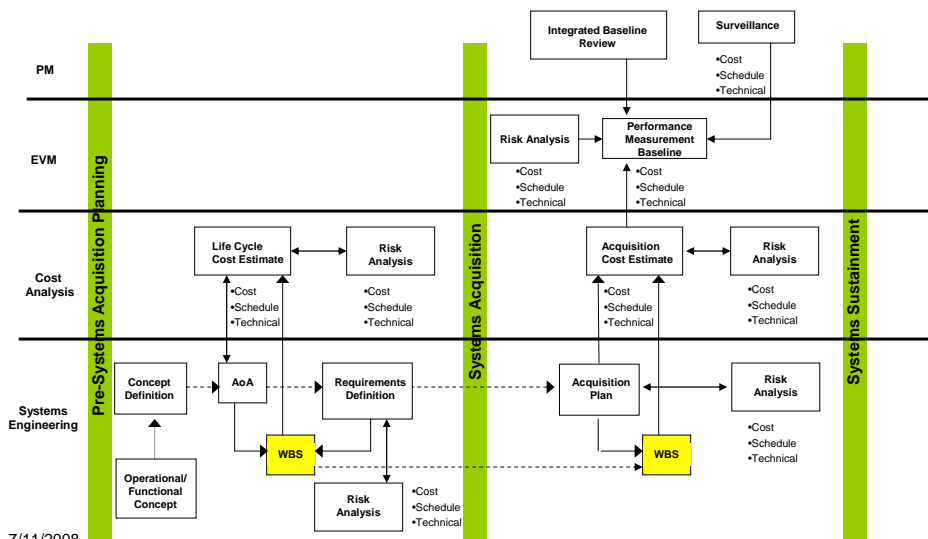 Integrated Baseline
Review
Surveillance
•Cost
•Schedule
•Technical
PM
EVM
Risk Analysis
•Cost
•Schedule
•Technical
Performance
Measurement
Baseline
•Cost
•Schedule
•Technical
Pre-Systems Acquisition Planning
Systems Acquisition
Systems Sustainment
Cost
Analysis
Life Cycle
Cost Estimate
•Cost
•Schedule
•Technical
Risk
Analysis
•Cost
•Schedule
•Technical
Acquisition
Cost Estimate
•Cost
•Schedule
•Technical
Risk
Analysis
•Cost
•Schedule
•Technical
Systems
Engineering
Concept
Definition
AoA
Requirements
Definition
Acquisition
Plan
Risk
Analysis
•Cost
•Schedule
•Technical
WBS
WBS
Operational/
Functional
Concept
Risk
Analysis
•Cost
•Schedule
•Technical
7/11/2008